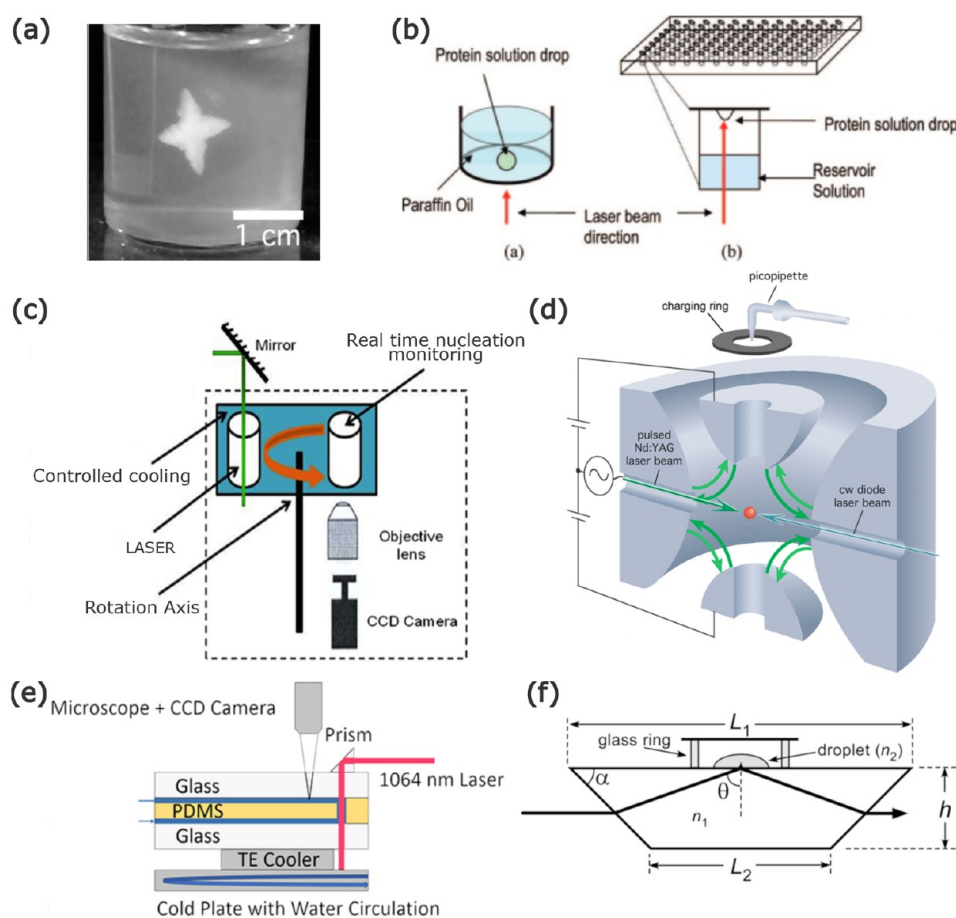 (a)
1 cm
(b)
Protein solution drop
Paraffin Oil
Laser beam
direction
Protein solution drop
Reservoir
Solution
(a)
(b)
(c)
Mirror
Real time nucleation
monitoring
Controlled cooling
LASER
Rotation Axis
Objective
lens
CCD Camera
(d)
picopipette
charging ring
pulsed
Nd:YAG
laser beam
cw diode
laser beam
(e)
Microscope + CCD Camera
Prism
1064 nm Laser
Glass
PDMS
Glass
TE Cooler
Cold Plate with Water Circulation
(f)
L₁
glass ring
droplet (n₂)
α
θ
n₁
h
L₂